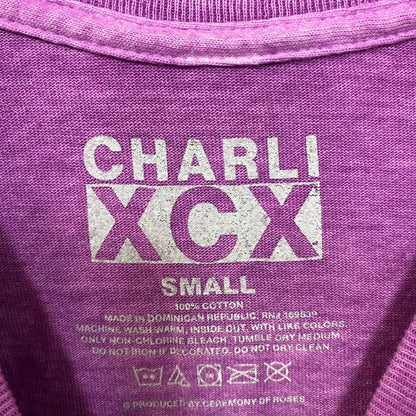 CHARLI
XCX
SMALL
100% COTTON
MADE IN DOMINICAN REPUBLIC. RN#
MACHINE WASH WARM, INSIDE OUT, WITH LIKE COLORS.
ONLY NON-CHLORINE BLEACH. TUMBLE DRY MEDIUM.
DO NOT IRON IF DECORATED. DO NOT DRY CLEAN.
© PRODUCED BY CEREMONY OF ROSES